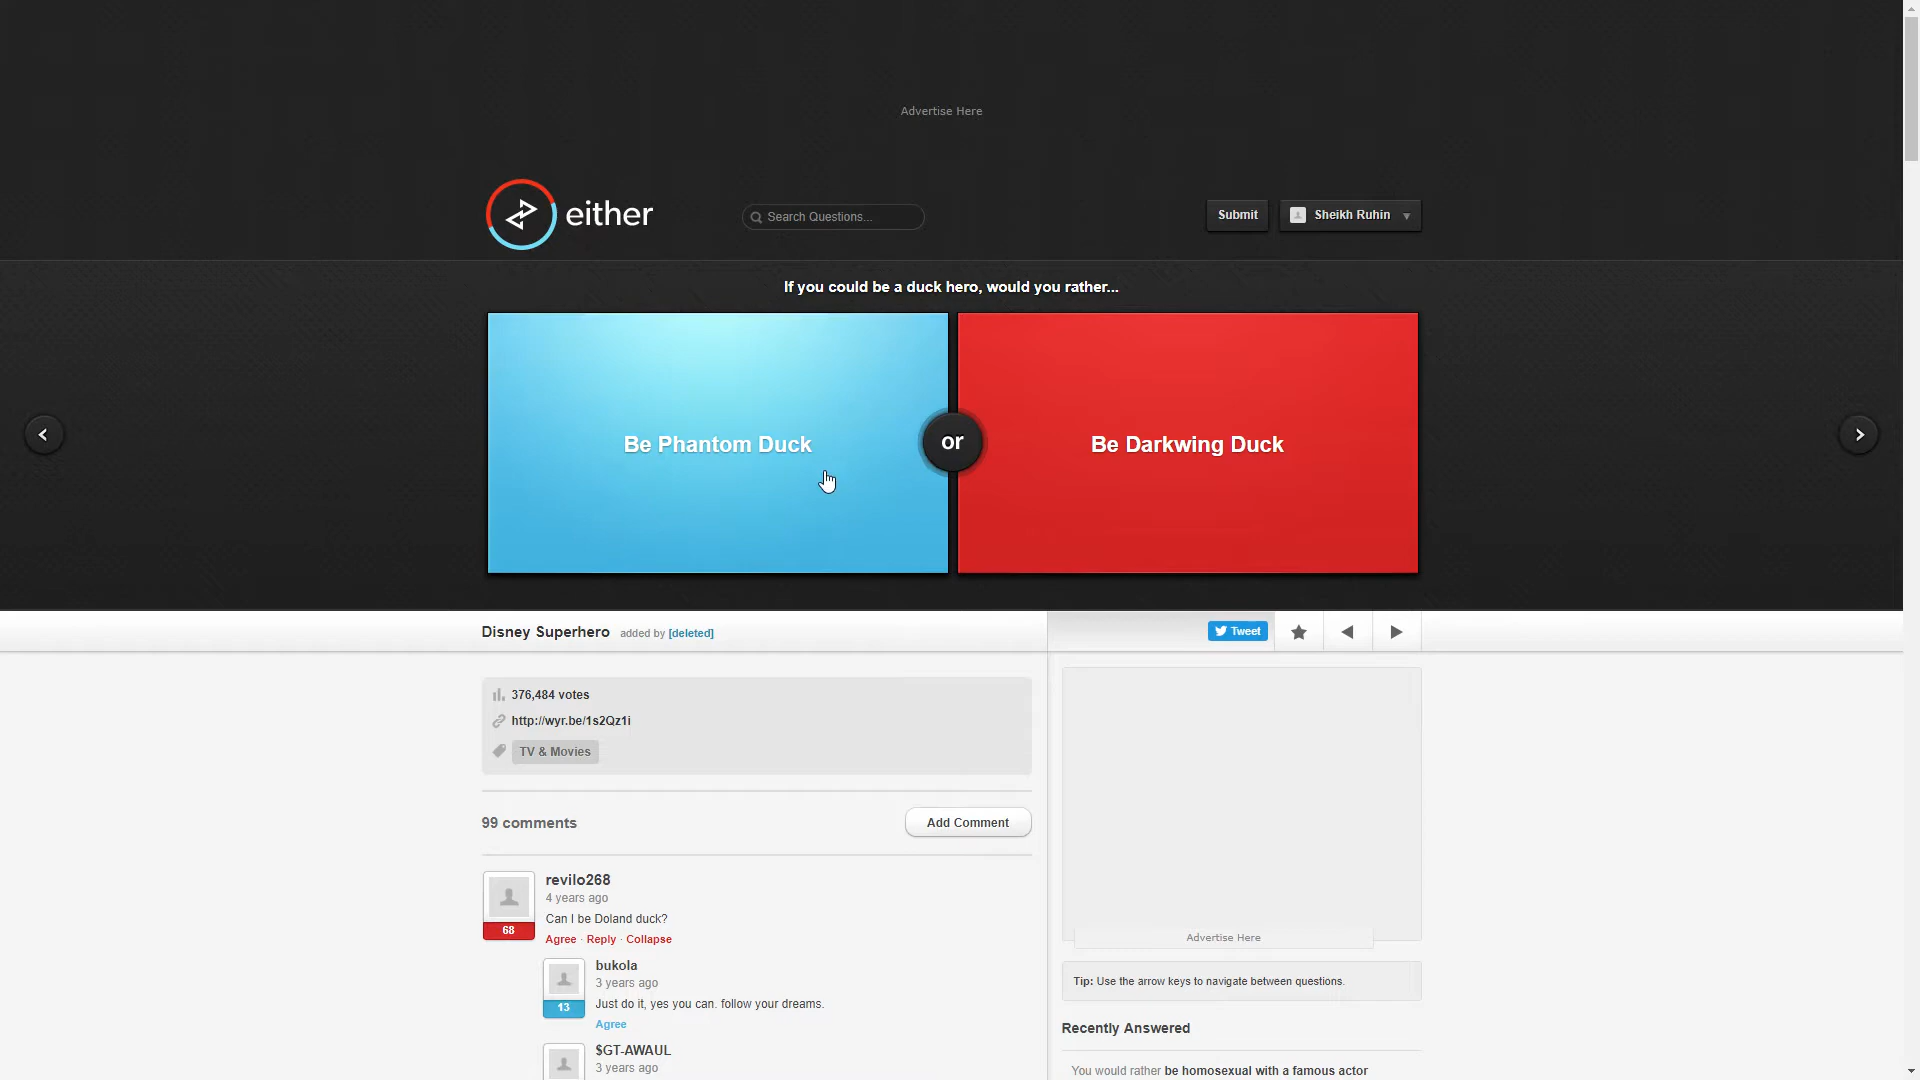 Advertise Here
either
Search Questions...
Submit
Sheikh Ruhin
If you could be a duck hero, would you rather...
Be Phantom Duck
or
Be Darkwing Duck
Disney Superhero added by [deleted]
Tweet
376,484 votes
http://wyr.be/1s2Qz1i
TV & Movies
99 comments
Add Comment
revilo268
4 years ago
Can I be Doland duck?
68
Agree · Reply · Collapse
bukola
3 years ago
Just do it, yes you can. follow your dreams.
13
Agree
$GT-AWAUL
3 years ago
Advertise Here
Tip: Use the arrow keys to navigate between questions.
Recently Answered
You would rather be homosexual with a famous actor